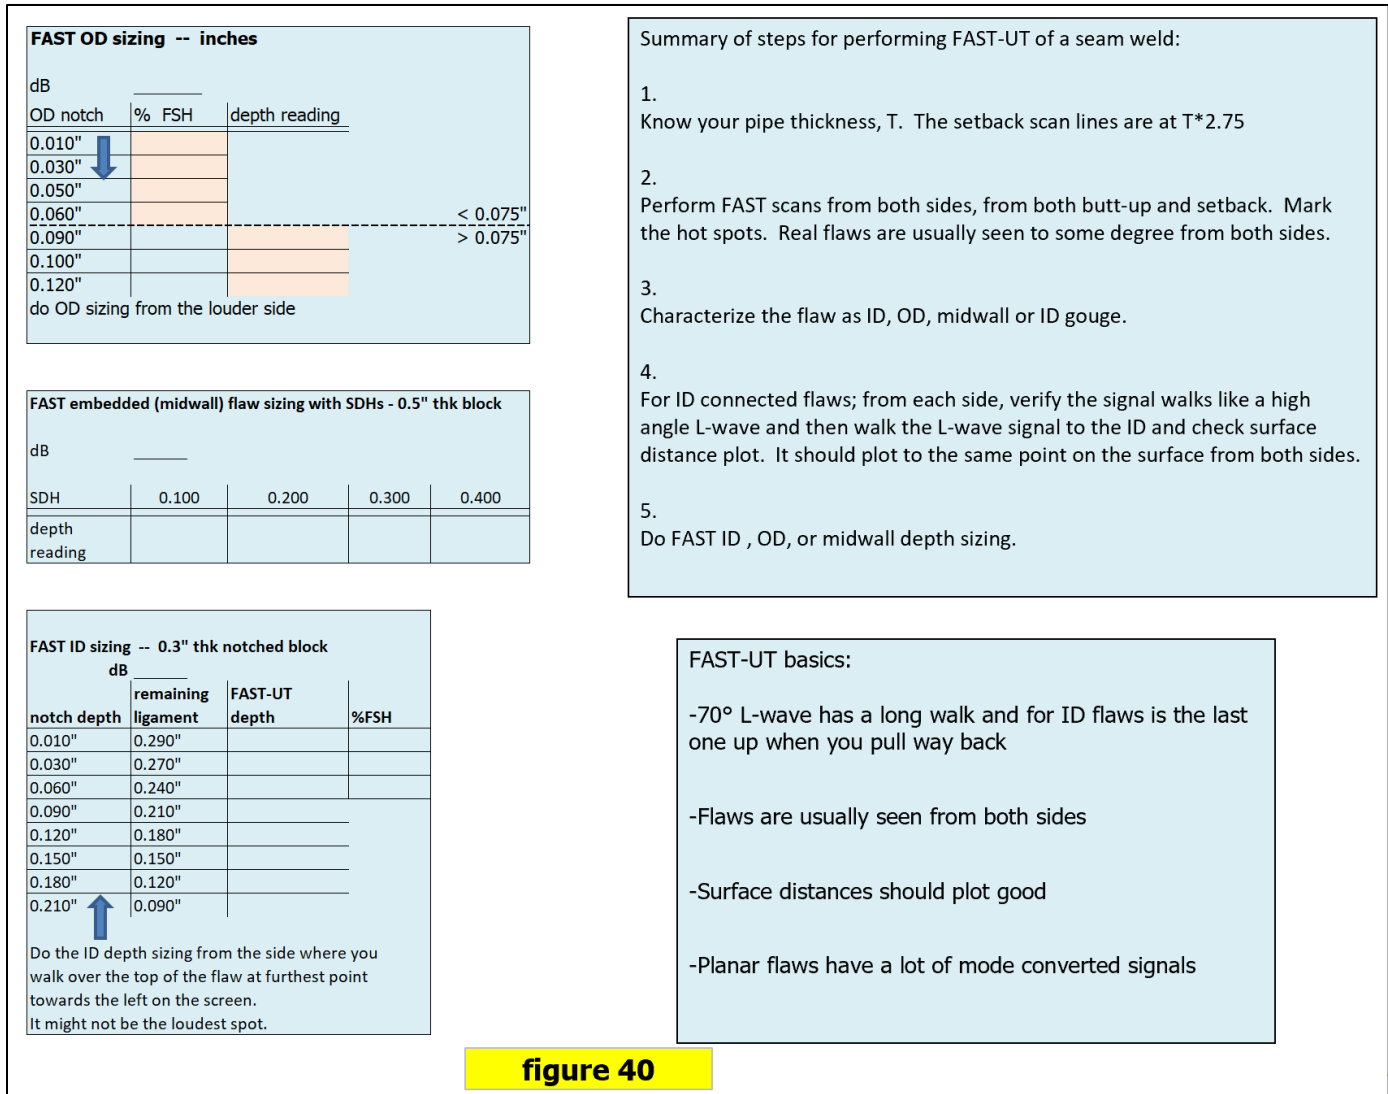 FAST OD sizing  --  inches
dB ______
OD notch % FSH depth reading
0.010"
0.030"
0.050"
0.060" < 0.075"
0.090" > 0.075"
0.100"
0.120"
do OD sizing from the louder side
FAST embedded (midwall) flaw sizing with SDHs - 0.5" thk block
dB ______
SDH 0.100 0.200 0.300 0.400
depth
reading
FAST ID sizing  --  0.3" thk notched block
dB ______
remaining FAST-UT
notch depth ligament depth %FSH
0.010" 0.290"
0.030" 0.270"
0.060" 0.240"
0.090" 0.210"
0.120" 0.180"
0.150" 0.150"
0.180" 0.120"
0.210" 0.090"
Do the ID depth sizing from the side where you
walk over the top of the flaw at furthest point
towards the left on the screen.
It might not be the loudest spot.
Summary of steps for performing FAST-UT of a seam weld:
1.
Know your pipe thickness, T.  The setback scan lines are at T*2.75
2.
Perform FAST scans from both sides, from both butt-up and setback.  Mark
the hot spots.  Real flaws are usually seen to some degree from both sides.
3.
Characterize the flaw as ID, OD, midwall or ID gouge.
4.
For ID connected flaws; from each side, verify the signal walks like a high
angle L-wave and then walk the L-wave signal to the ID and check surface
distance plot.  It should plot to the same point on the surface from both sides.
5.
Do FAST ID , OD, or midwall depth sizing.
FAST-UT basics:
-70° L-wave has a long walk and for ID flaws is the last
one up when you pull way back
-Flaws are usually seen from both sides
-Surface distances should plot good
-Planar flaws have a lot of mode converted signals
figure 40